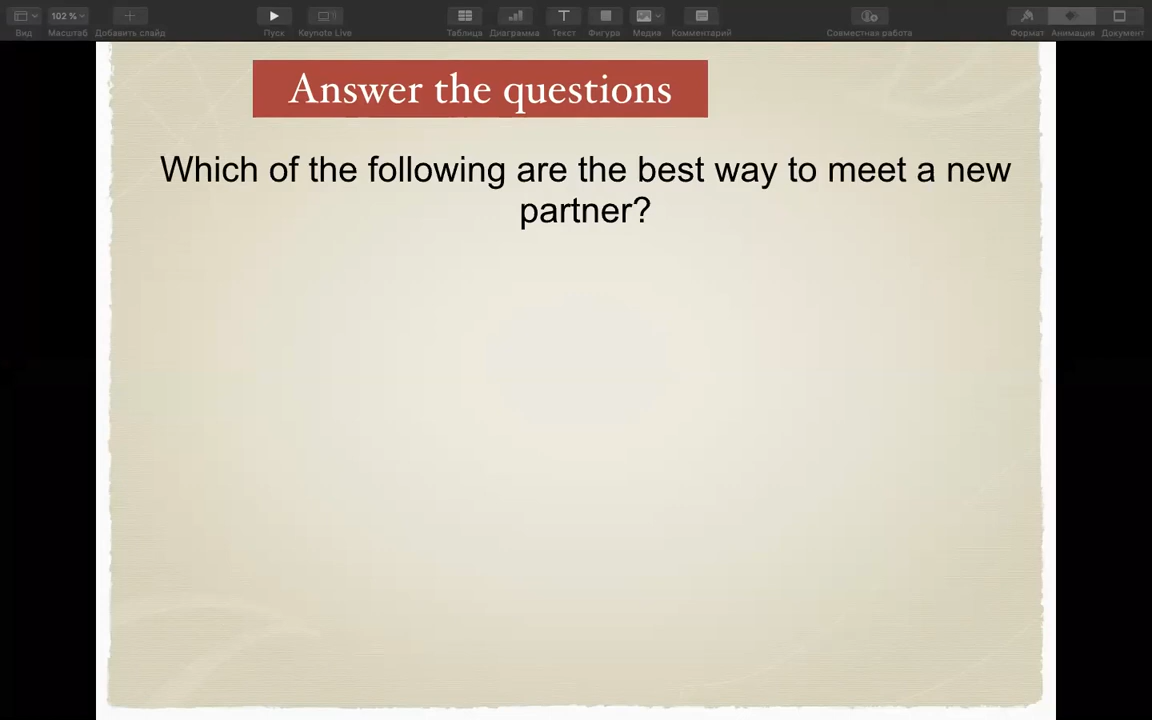 102 %
Вид
Масштаб
Добавить слайд
Пуск
Keynote Live
Таблица
Диаграмма
Текст
Фигура
Медиа
Комментарий
Совместная работа
Формат
Анимация
Документ
Answer the questions
Which of the following are the best way to meet a new
partner?